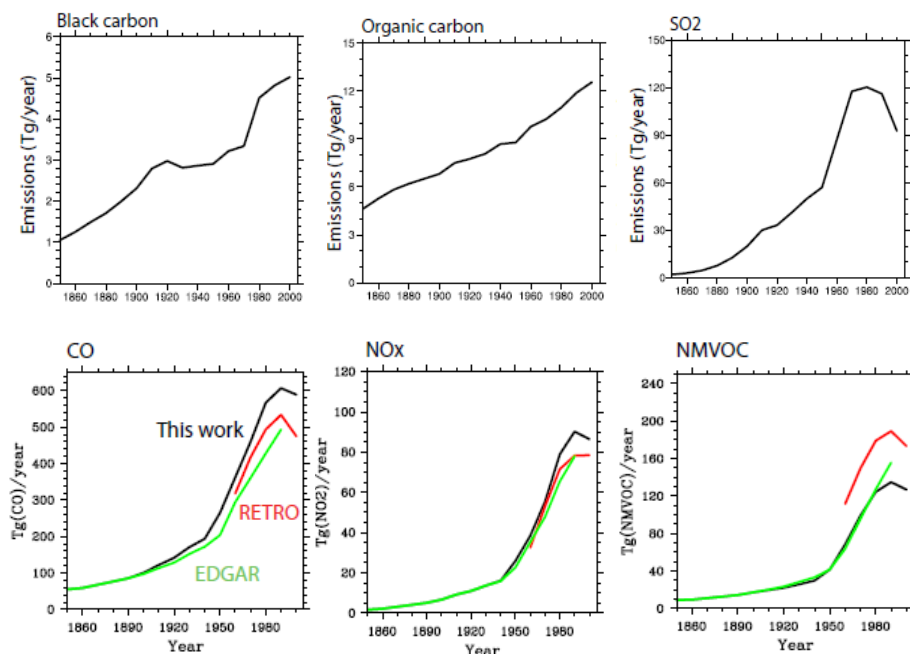 Black carbon
Emissions (Tg/year)
6
5
4
3
2
1
0
1860 1880 1900 1920 1940 1960 1980 2000
Organic carbon
Emissions (Tg/year)
15
12
9
6
3
0
1860 1880 1900 1920 1940 1960 1980 2000
SO2
Emissions (Tg/year)
150
120
90
60
30
0
1860 1880 1900 1920 1940 1960 1980 2000
CO
Tg(CO)/year
600
500
400
300
200
100
0
This work
RETRO
EDGAR
1860 1890 1920 1950 1980
Year
NOx
Tg(NO2)/year
120
100
80
60
40
20
0
1860 1890 1920 1950 1980
Year
NMVOC
Tg(NMVOC)/year
240
200
160
120
80
40
0
1860 1890 1920 1950 1980
Year